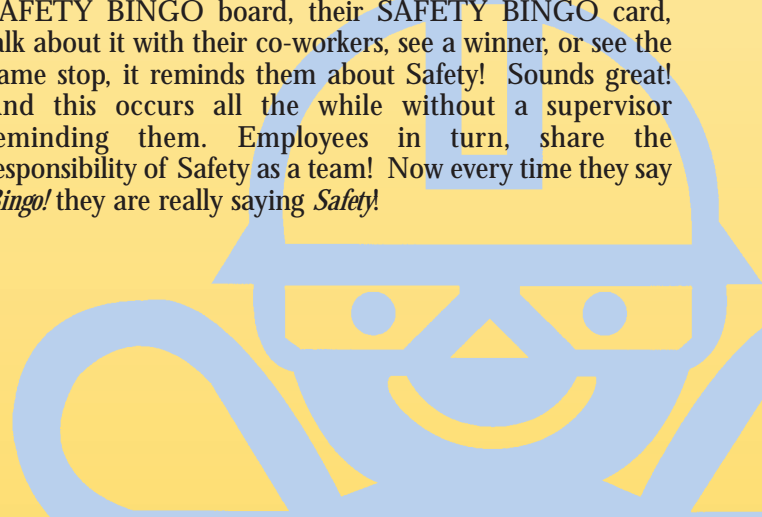 AFETY BINGO board, their SAFETY BINGO card,
alk about it with their co-workers, see a winner, or see the
ame stop, it reminds them about Safety! Sounds great!
nd this occurs all the while without a supervisor
eminding them. Employees in turn, share the
esponsibility of Safety as a team! Now every time they say
Bingo! they are really saying Safety!